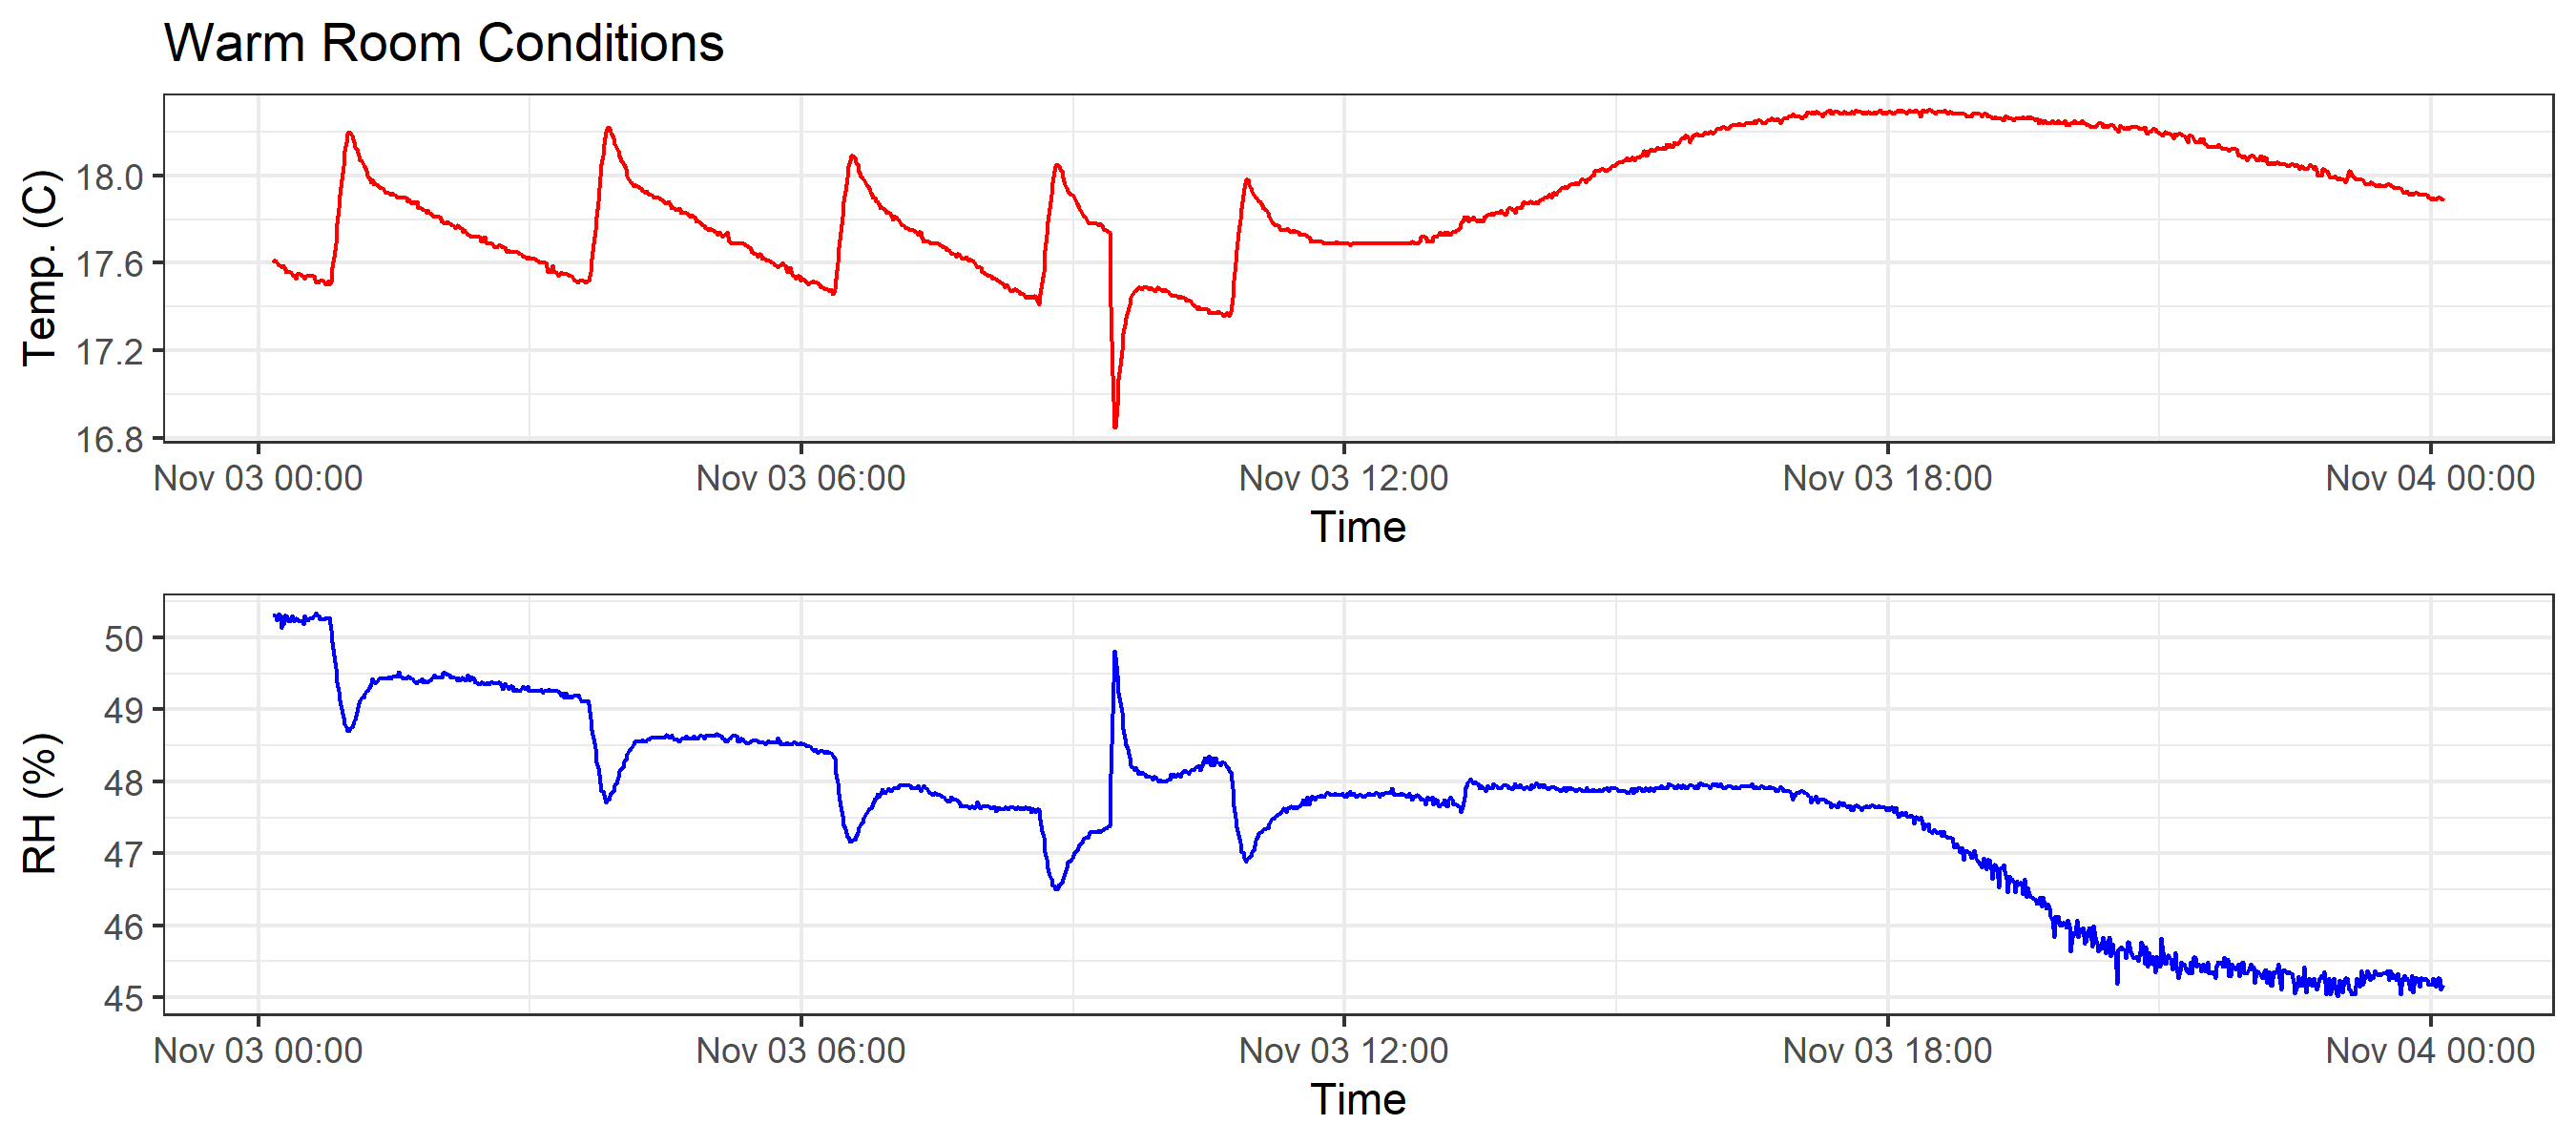 Warm Room Conditions
Temp. (C)
18.0
17.6
17.2
16.8
Nov 03 00:00 Nov 03 06:00 Nov 03 12:00 Nov 03 18:00 Nov 04 00:00
Time
RH (%)
50
49
48
47
46
45
Nov 03 00:00 Nov 03 06:00 Nov 03 12:00 Nov 03 18:00 Nov 04 00:00
Time